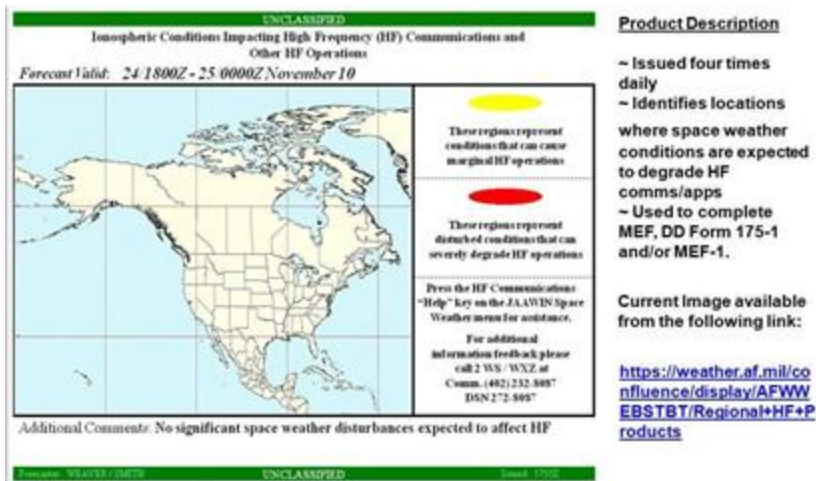 UNCLASSIFIED
Ionospheric Conditions Impacting High Frequency (HF) Communications and
Other HF Operations
Forecast Valid: 24/1800Z - 25/0000Z November 10
These regions represent
conditions that can cause
marginal HF operations
These regions represent
disturbed conditions that can
severely degrade HF operations
Press the HF Communications
"Help" key on the JAAWIN Space
Weather menu for assistance.
For additional
information feedback please
call 2 WS / WXZ at
Comm. (402) 232-8087
DSN 272-8087
Additional Comments: No significant space weather disturbances expected to affect HF
Forecaster: WEAVER / SMITH
UNCLASSIFIED
Issued: 1755Z
Product Description
~ Issued four times
daily
~ Identifies locations
where space weather
conditions are expected
to degrade HF
comms/apps
~ Used to complete
MEF, DD Form 175-1
and/or MEF-1.
Current Image available
from the following link:
https://weather.af.mil/co
nfluence/display/AFWW
EBSTBT/Regional+HF+P
roducts